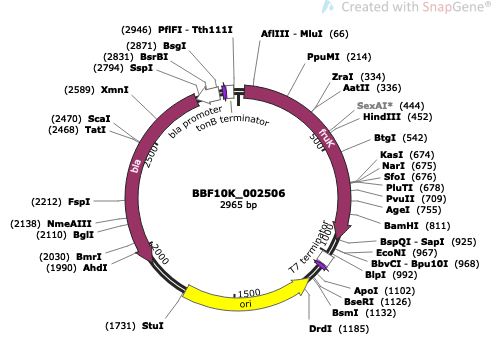 Created with SnapGene®
(2946) PflFI - Tth111I
(2871) BsgI
(2831) BsrBI
(2794) SspI
(2589) XmnI
(2470) ScaI
(2468) TatI
(2212) FspI
(2138) NmeAIII
(2110) BglI
(2030) BmrI
(1990) AhdI
(1731) StuI
AflIII - MluI (66)
PpuMI (214)
ZraI (334)
AatII (336)
SexAI* (444)
HindIII (452)
BtgI (542)
KasI (674)
NarI (675)
SfoI (676)
PluTI (678)
PvuII (709)
AgeI (755)
BamHI (811)
BspQI - SapI (925)
EcoNI (967)
BbvCI - Bpu10I (968)
BlpI (992)
ApoI (1102)
BseRI (1126)
BsmI (1132)
DrdI (1185)
bla promoter
tonB terminator
fruK
bla
T7 terminator
ori
500
1000
1500
2000
2500
BBF10K_002506
2965 bp